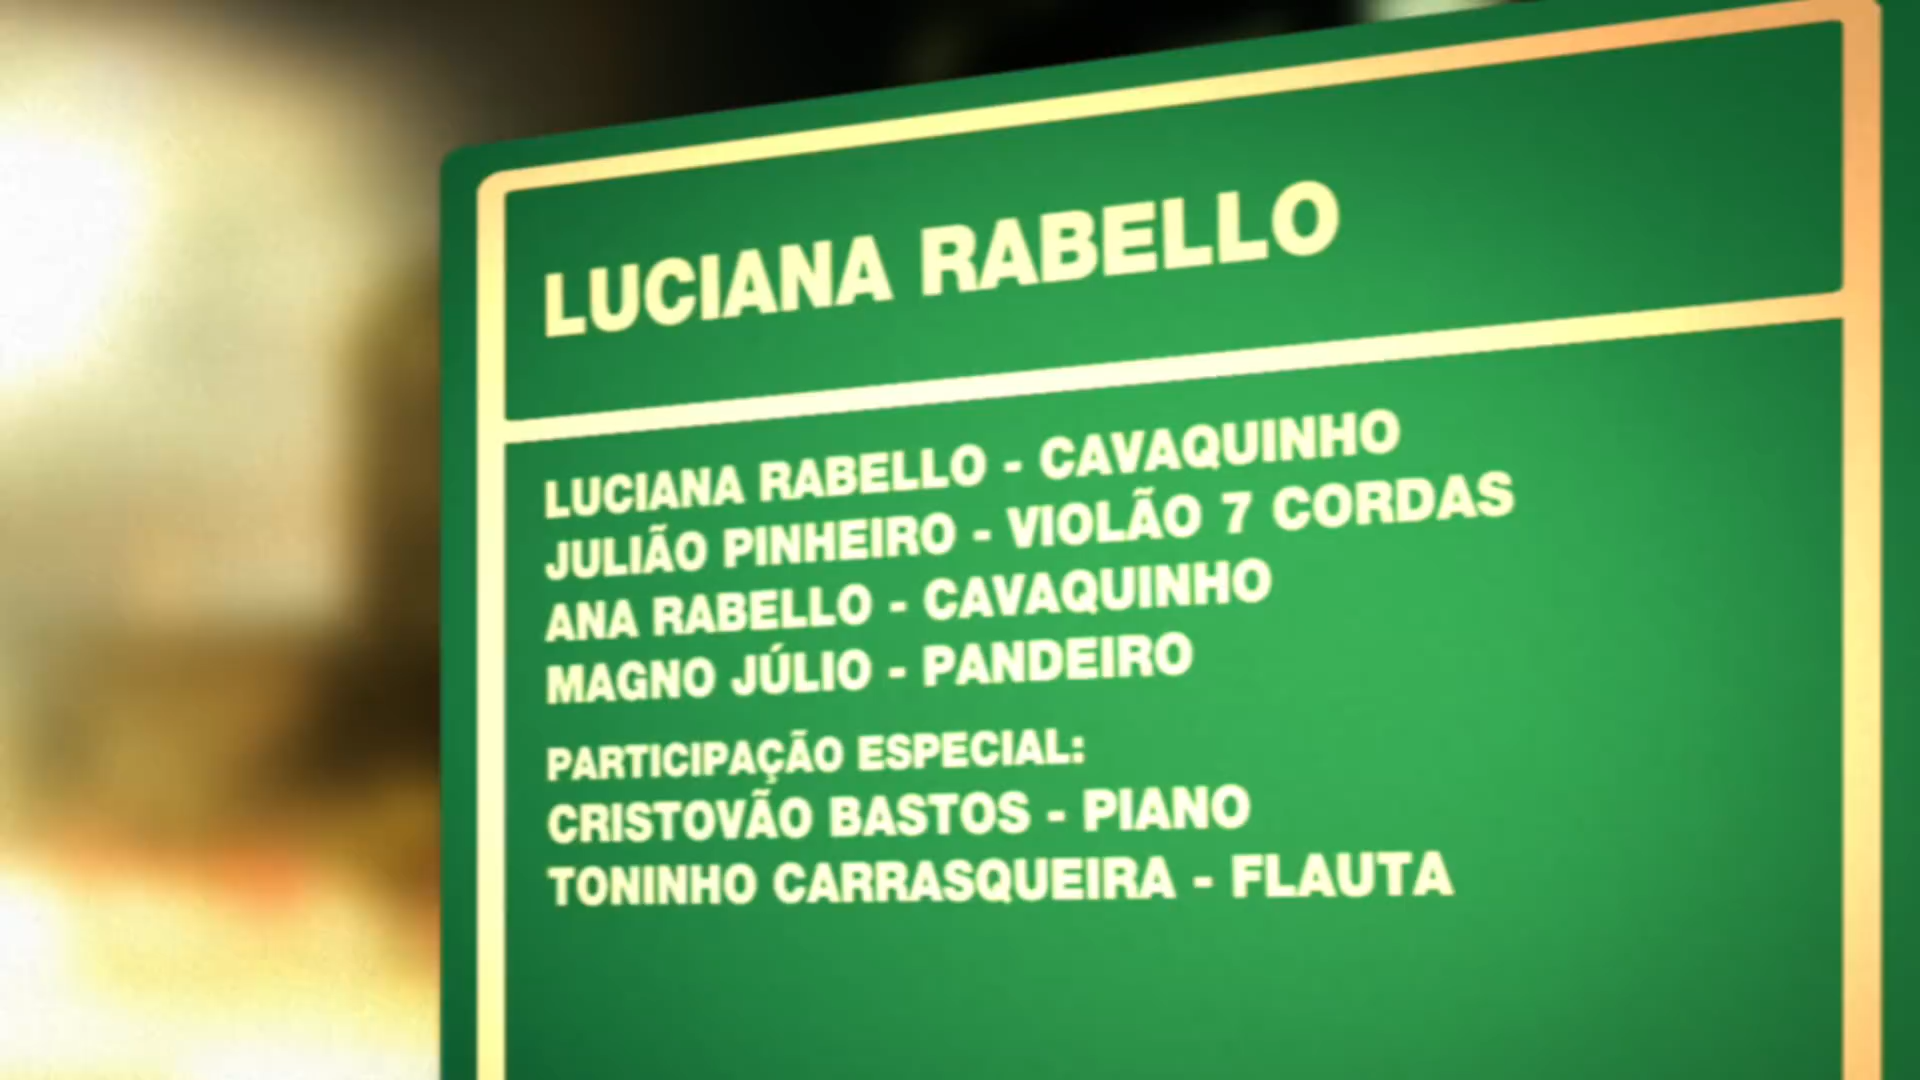 LUCIANA RABELLO
LUCIANA RABELLO - CAVAQUINHO
JULIÃO PINHEIRO - VIOLÃO 7 CORDAS
ANA RABELLO - CAVAQUINHO
MAGNO JÚLIO - PANDEIRO
PARTICIPAÇÃO ESPECIAL:
CRISTOVÃO BASTOS - PIANO
TONINHO CARRASQUEIRA - FLAUTA